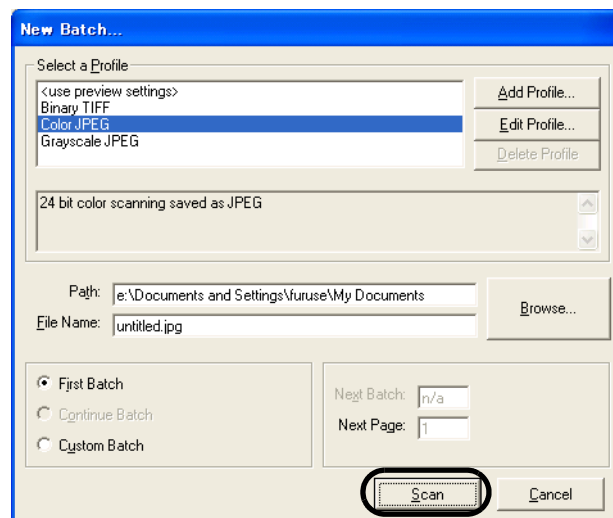 New Batch...
Select a Profile
<use preview settings>
Binary TIFF
Color JPEG
Grayscale JPEG
Add Profile...
Edit Profile...
Delete Profile
24 bit color scanning saved as JPEG
Path: e:\Documents and Settings\furuse\My Documents
File Name: untitled.jpg
Browse...
First Batch
Continue Batch
Custom Batch
Next Batch: n/a
Next Page: 1
Scan
Cancel